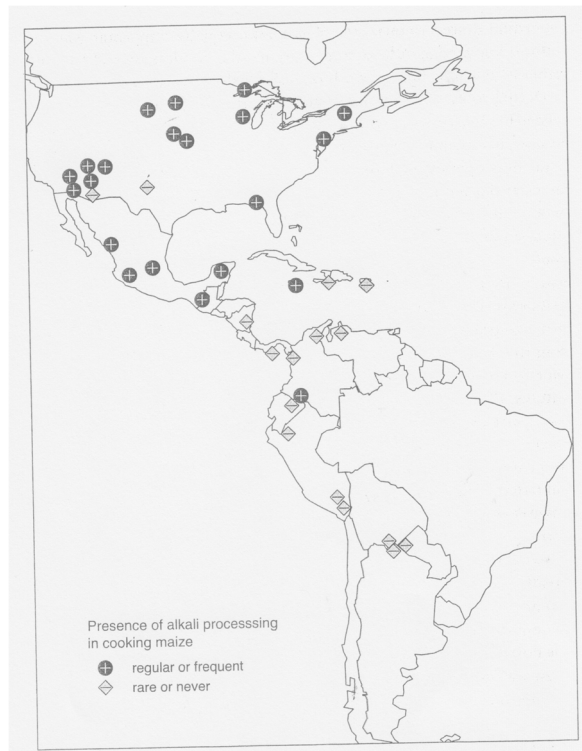 Presence of alkali processsing
in cooking maize
regular or frequent
rare or never